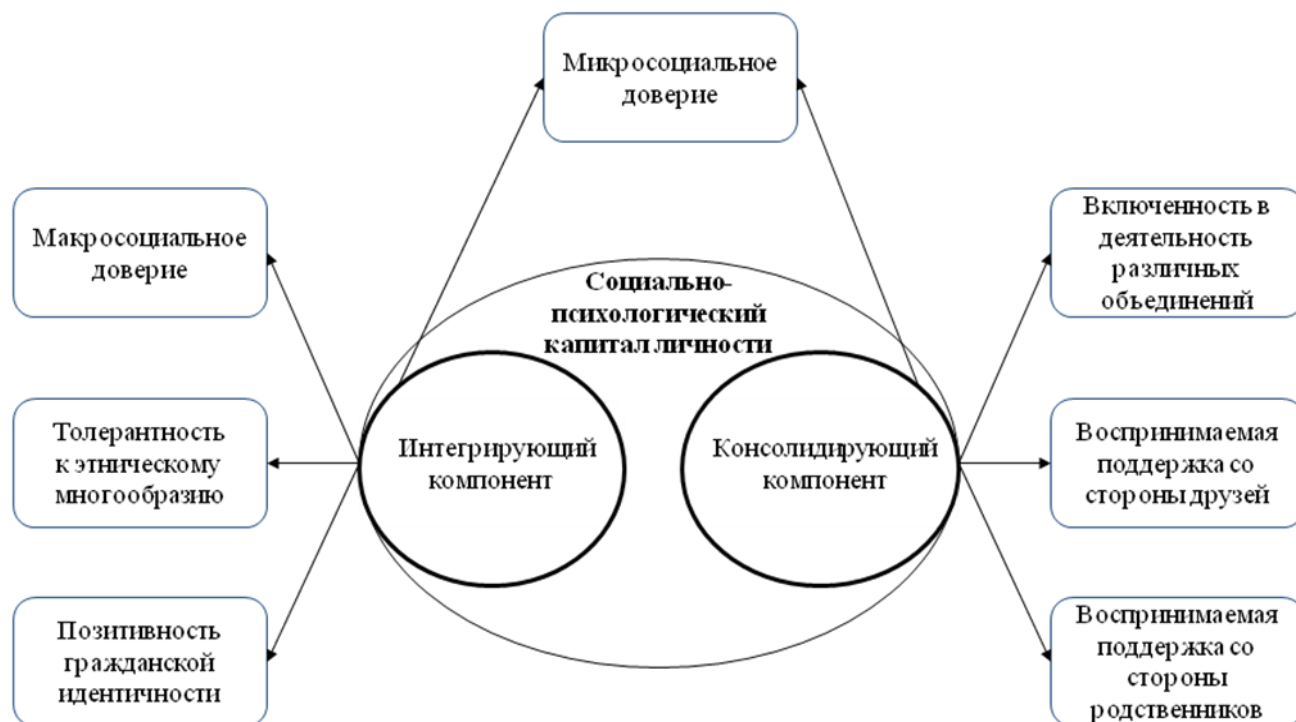 Микросоциальное
доверие
Макросоциальное
доверие
Включенность в
деятельность
различных
объединений
Социально-
психологический
капитал личности
Толерантность
к этническому
многообразию
Интегрирующий
компонент
Консолидирующий
компонент
Воспринимаемая
поддержка со
стороны друзей
Позитивность
гражданской
идентичности
Воспринимаемая
поддержка со
стороны
родственников